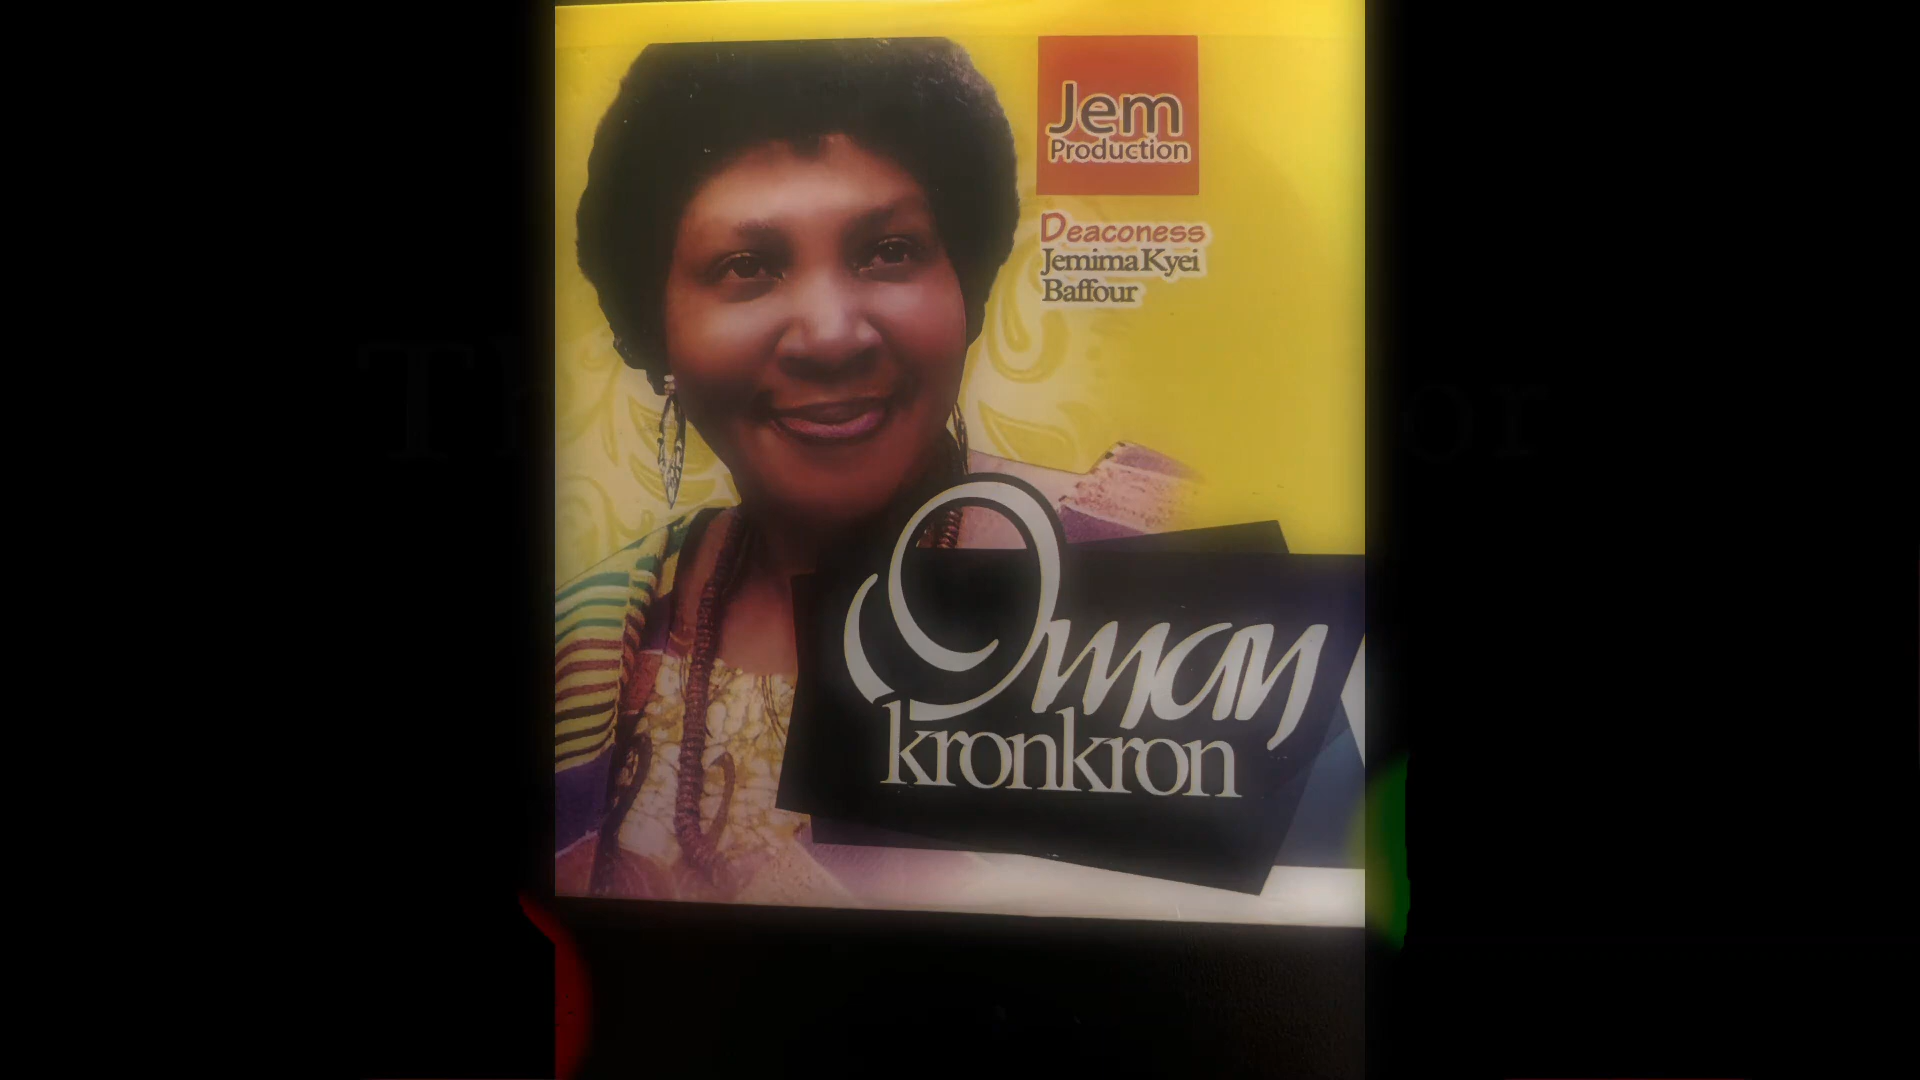 Jem
Production
Deaconess
Jemima Kyei
Baffour
Oman
kronkron